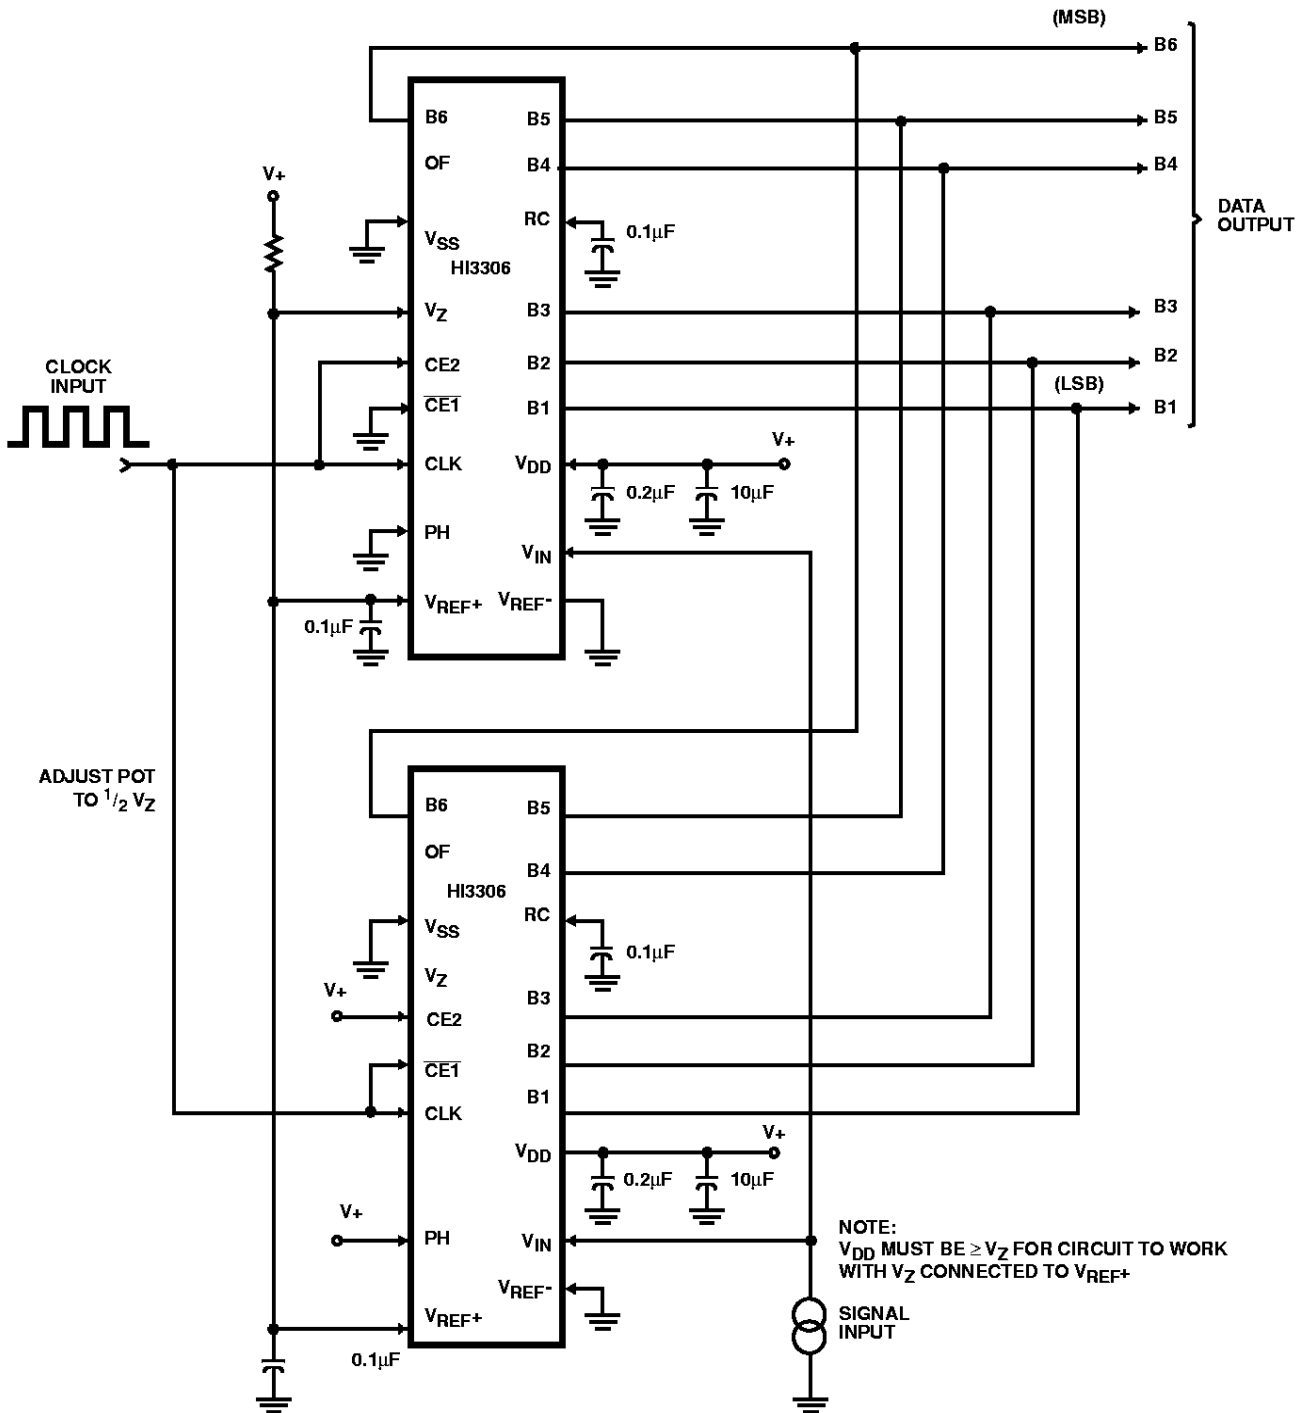 (MSB)
B6
B5
B4
B3
B2
(LSB)
B1
DATA
OUTPUT
V+
CLOCK
INPUT
B6
OF
VSS
HI3306
VZ
CE2
CE1
CLK
PH
VREF+
B5
B4
RC
B3
B2
B1
VDD
VIN
VREF-
0.1µF
V+
0.2µF
10µF
0.1µF
ADJUST POT
TO 1/2 VZ
B6
OF
HI3306
VSS
VZ
V+
CE2
CE1
CLK
V+
PH
VREF+
0.1µF
B5
B4
RC
0.1µF
B3
B2
B1
VDD
V+
0.2µF
10µF
VIN
VREF-
NOTE:
VDD MUST BE ≥ VZ FOR CIRCUIT TO WORK
WITH VZ CONNECTED TO VREF+
SIGNAL
INPUT